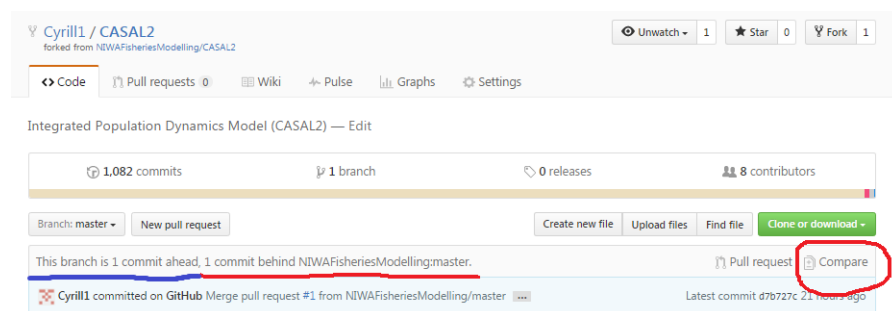 Cyrill1 / CASAL2
forked from NIWAFisheriesModelling/CASAL2
Unwatch 1 Star 0 Fork 1
Code Pull requests 0 Wiki Pulse Graphs Settings
Integrated Population Dynamics Model (CASAL2) — Edit
1,082 commits 1 branch 0 releases 8 contributors
Branch: master New pull request Create new file Upload files Find file Clone or download
This branch is 1 commit ahead, 1 commit behind NIWAFisheriesModelling:master. Pull request Compare
Cyrill1 committed on GitHub Merge pull request #1 from NIWAFisheriesModelling/master ... Latest commit d7b727c 21 hours ago